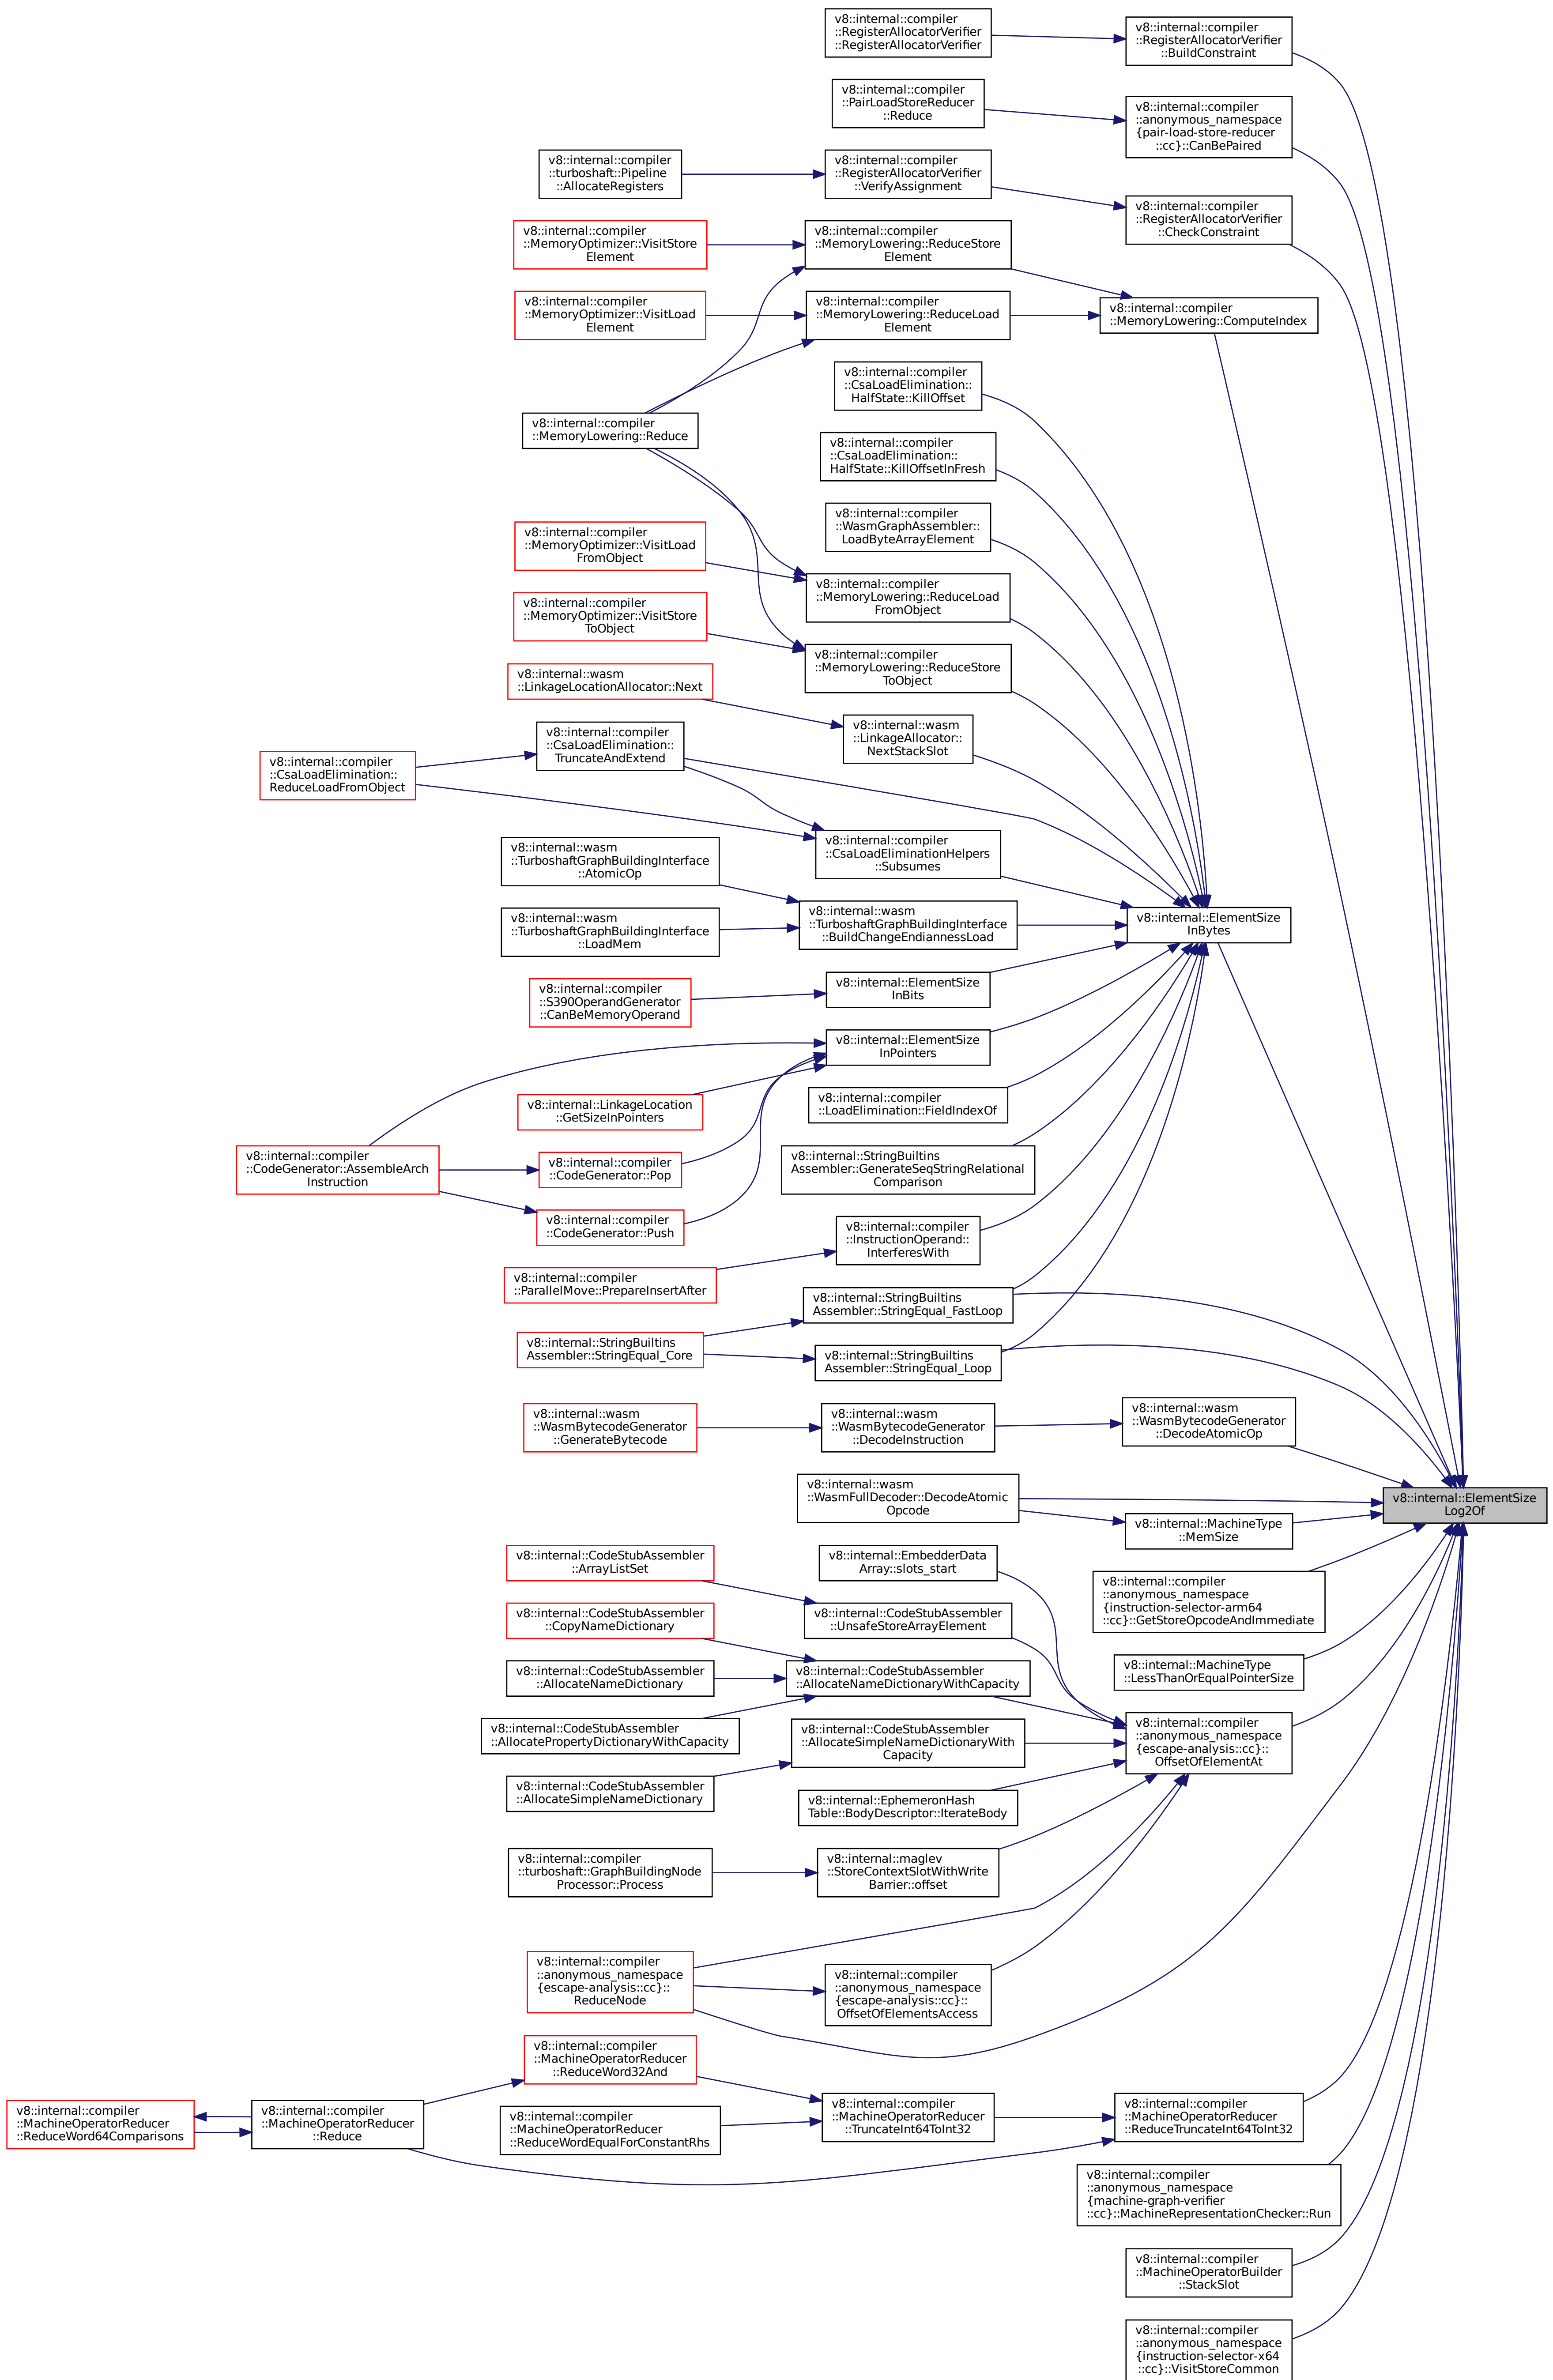 v8::internal::compiler
::RegisterAllocatorVerifier
::RegisterAllocatorVerifier
v8::internal::compiler
::RegisterAllocatorVerifier
::BuildConstraint
v8::internal::compiler
::PairLoadStoreReducer
::Reduce
v8::internal::compiler
::anonymous_namespace
{pair-load-store-reducer
::cc}::CanBePaired
v8::internal::compiler
::turboshaft::Pipeline
::AllocateRegisters
v8::internal::compiler
::RegisterAllocatorVerifier
::VerifyAssignment
v8::internal::compiler
::RegisterAllocatorVerifier
::CheckConstraint
v8::internal::compiler
::MemoryOptimizer::VisitStore
Element
v8::internal::compiler
::MemoryLowering::ReduceStore
Element
v8::internal::compiler
::MemoryOptimizer::VisitLoad
Element
v8::internal::compiler
::MemoryLowering::ReduceLoad
Element
v8::internal::compiler
::MemoryLowering::ComputeIndex
v8::internal::compiler
::CsaLoadElimination::
HalfState::KillOffset
v8::internal::compiler
::MemoryLowering::Reduce
v8::internal::compiler
::CsaLoadElimination::
HalfState::KillOffsetInFresh
v8::internal::compiler
::WasmGraphAssembler::
LoadByteArrayElement
v8::internal::compiler
::MemoryOptimizer::VisitLoad
FromObject
v8::internal::compiler
::MemoryLowering::ReduceLoad
FromObject
v8::internal::compiler
::MemoryOptimizer::VisitStore
ToObject
v8::internal::compiler
::MemoryLowering::ReduceStore
ToObject
v8::internal::wasm
::LinkageLocationAllocator::Next
v8::internal::wasm
::LinkageAllocator::
NextStackSlot
v8::internal::compiler
::CsaLoadElimination::
TruncateAndExtend
v8::internal::compiler
::CsaLoadElimination::
ReduceLoadFromObject
v8::internal::compiler
::CsaLoadEliminationHelpers
::Subsumes
v8::internal::wasm
::TurboshaftGraphBuildingInterface
::AtomicOp
v8::internal::wasm
::TurboshaftGraphBuildingInterface
::LoadMem
v8::internal::wasm
::TurboshaftGraphBuildingInterface
::BuildChangeEndiannessLoad
v8::internal::ElementSize
InBytes
v8::internal::compiler
::S390OperandGenerator
::CanBeMemoryOperand
v8::internal::ElementSize
InBits
v8::internal::ElementSize
InPointers
v8::internal::LinkageLocation
::GetSizeInPointers
v8::internal::compiler
::LoadElimination::FieldIndexOf
v8::internal::compiler
::CodeGenerator::AssembleArch
Instruction
v8::internal::compiler
::CodeGenerator::Pop
v8::internal::StringBuiltins
Assembler::GenerateSeqStringRelational
Comparison
v8::internal::compiler
::CodeGenerator::Push
v8::internal::compiler
::InstructionOperand::
InterferesWith
v8::internal::compiler
::ParallelMove::PrepareInsertAfter
v8::internal::StringBuiltins
Assembler::StringEqual_FastLoop
v8::internal::StringBuiltins
Assembler::StringEqual_Core
v8::internal::StringBuiltins
Assembler::StringEqual_Loop
v8::internal::wasm
::WasmBytecodeGenerator
::GenerateBytecode
v8::internal::wasm
::WasmBytecodeGenerator
::DecodeInstruction
v8::internal::wasm
::WasmBytecodeGenerator
::DecodeAtomicOp
v8::internal::wasm
::WasmFullDecoder::DecodeAtomic
Opcode
v8::internal::ElementSize
Log2Of
v8::internal::MachineType
::MemSize
v8::internal::CodeStubAssembler
::ArrayListSet
v8::internal::EmbedderData
Array::slots_start
v8::internal::compiler
::anonymous_namespace
{instruction-selector-arm64
::cc}::GetStoreOpcodeAndImmediate
v8::internal::CodeStubAssembler
::CopyNameDictionary
v8::internal::CodeStubAssembler
::UnsafeStoreArrayElement
v8::internal::MachineType
::LessThanOrEqualPointerSize
v8::internal::CodeStubAssembler
::AllocateNameDictionary
v8::internal::CodeStubAssembler
::AllocateNameDictionaryWithCapacity
v8::internal::CodeStubAssembler
::AllocatePropertyDictionaryWithCapacity
v8::internal::CodeStubAssembler
::AllocateSimpleNameDictionaryWith
Capacity
v8::internal::compiler
::anonymous_namespace
{escape-analysis::cc}::
OffsetOfElementAt
v8::internal::CodeStubAssembler
::AllocateSimpleNameDictionary
v8::internal::EphemeronHash
Table::BodyDescriptor::IterateBody
v8::internal::compiler
::turboshaft::GraphBuildingNode
Processor::Process
v8::internal::maglev
::StoreContextSlotWithWrite
Barrier::offset
v8::internal::compiler
::anonymous_namespace
{escape-analysis::cc}::
ReduceNode
v8::internal::compiler
::anonymous_namespace
{escape-analysis::cc}::
OffsetOfElementsAccess
v8::internal::compiler
::MachineOperatorReducer
::ReduceWord32And
v8::internal::compiler
::MachineOperatorReducer
::ReduceWord64Comparisons
v8::internal::compiler
::MachineOperatorReducer
::Reduce
v8::internal::compiler
::MachineOperatorReducer
::ReduceWordEqualForConstantRhs
v8::internal::compiler
::MachineOperatorReducer
::TruncateInt64ToInt32
v8::internal::compiler
::MachineOperatorReducer
::ReduceTruncateInt64ToInt32
v8::internal::compiler
::anonymous_namespace
{machine-graph-verifier
::cc}::MachineRepresentationChecker::Run
v8::internal::compiler
::MachineOperatorBuilder
::StackSlot
v8::internal::compiler
::anonymous_namespace
{instruction-selector-x64
::cc}::VisitStoreCommon